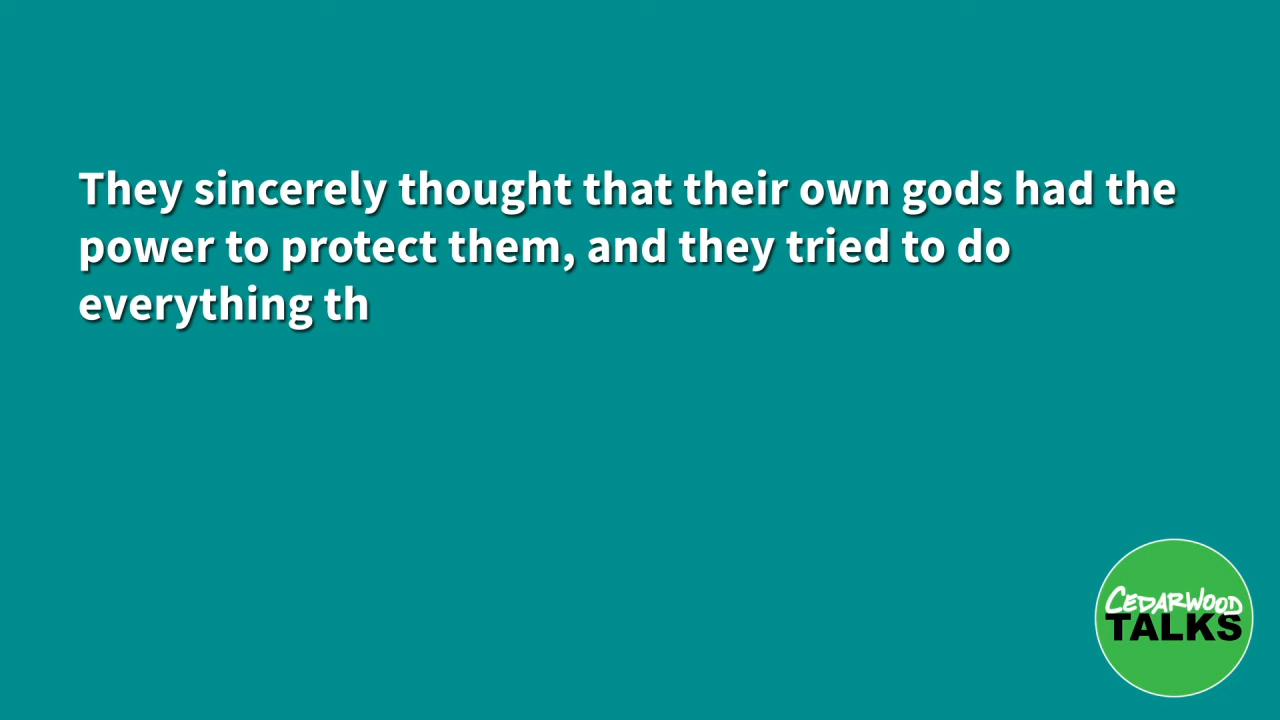 They sincerely thought that their own gods had the
power to protect them, and they tried to do
everything th
CEDARWOOD
TALKS